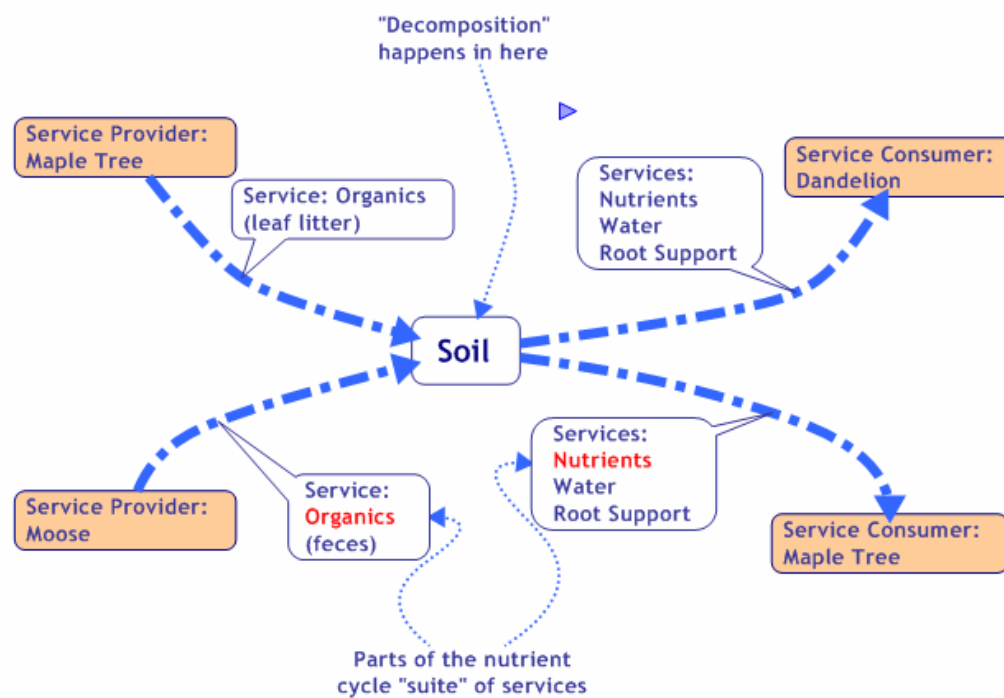 "Decomposition"
happens in here
Service Provider:
Maple Tree
Service: Organics
(leaf litter)
Services:
Nutrients
Water
Root Support
Service Consumer:
Dandelion
Soil
Service Provider:
Moose
Service:
Organics
(feces)
Services:
Nutrients
Water
Root Support
Service Consumer:
Maple Tree
Parts of the nutrient
cycle "suite" of services